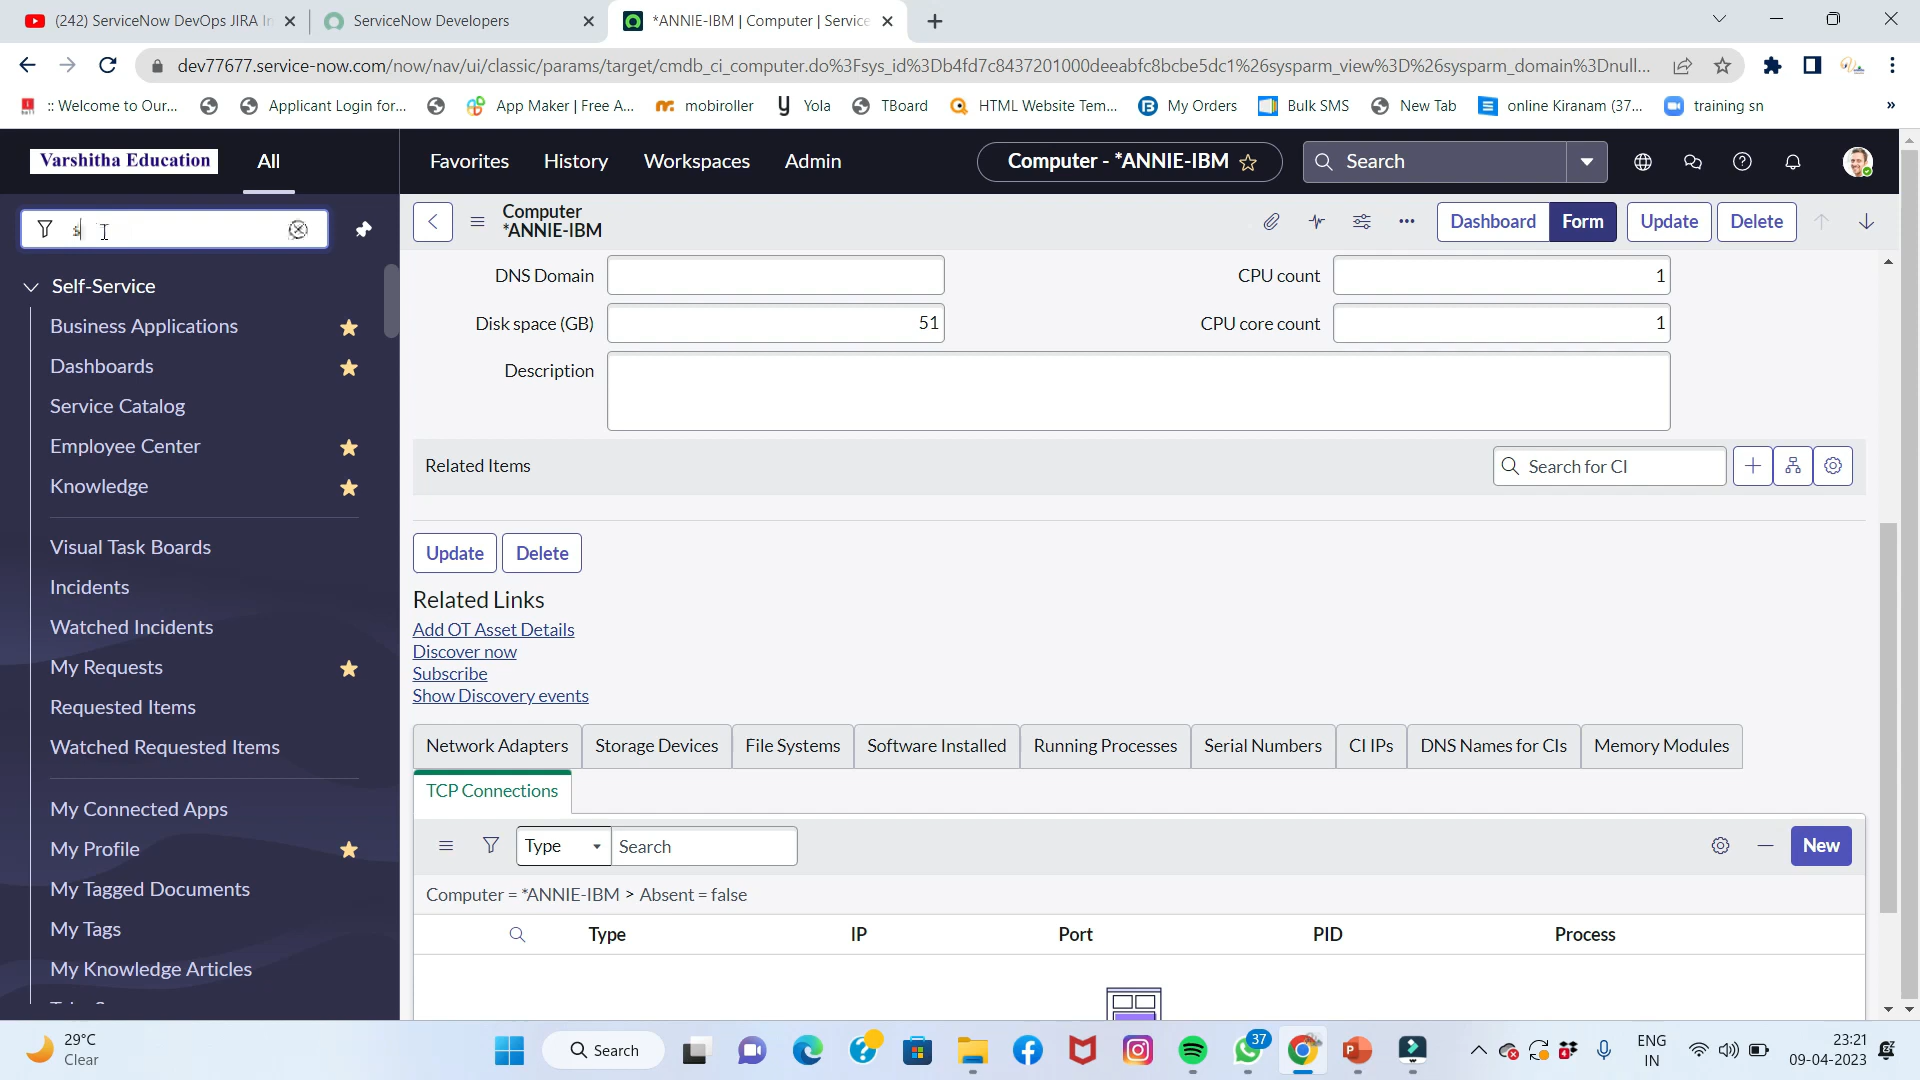 (242) ServiceNow DevOps JIRA In
ServiceNow Developers
*ANNIE-IBM | Computer | Service
dev77677.service-now.com/now/nav/ui/classic/params/target/cmdb_ci_computer.do%3Fsys_id%3Db4fd7c8437201000deeabfc8bcbe5dc1%26sysparm_view%3D%26sysparm_domain%3Dnull...
:: Welcome to Our...
Applicant Login for...
App Maker | Free A...
mobiroller
Yola
TBoard
HTML Website Tem...
My Orders
Bulk SMS
New Tab
online Kiranam (37...
training sn
»
Varshitha Education
All
Favorites
History
Workspaces
Admin
Computer - *ANNIE-IBM
Search
s
Computer
*ANNIE-IBM
Dashboard
Form
Update
Delete
Self-Service
Business Applications
Dashboards
Service Catalog
Employee Center
Knowledge
Visual Task Boards
Incidents
Watched Incidents
My Requests
Requested Items
Watched Requested Items
My Connected Apps
My Profile
My Tagged Documents
My Tags
My Knowledge Articles
DNS Domain
CPU count 1
Disk space (GB) 51
CPU core count 1
Description
Related Items
Search for CI
Update
Delete
Related Links
Add OT Asset Details
Discover now
Subscribe
Show Discovery events
Network Adapters
Storage Devices
File Systems
Software Installed
Running Processes
Serial Numbers
CI IPs
DNS Names for CIs
Memory Modules
TCP Connections
Type
Search
New
Computer = *ANNIE-IBM > Absent = false
Type
IP
Port
PID
Process
29°C
Clear
Search
37
4
ENG
IN
23:21
09-04-2023